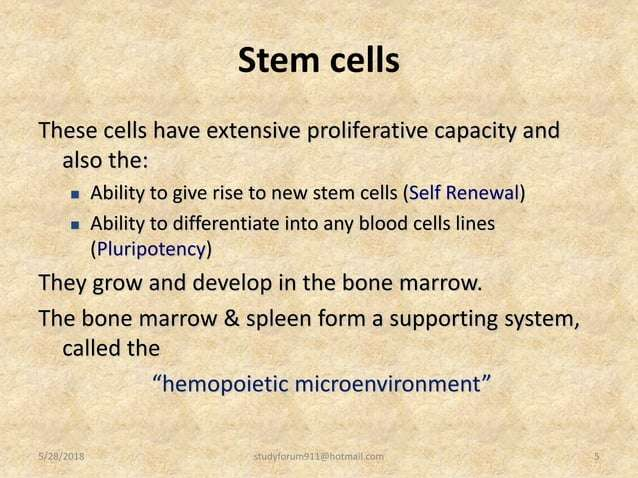 Stem cells
These cells have extensive proliferative capacity and
also the:
Ability to give rise to new stem cells (Self Renewal)
Ability to differentiate into any blood cells lines
(Pluripotency)
They grow and develop in the bone marrow.
The bone marrow & spleen form a supporting system,
called the
“hemopoietic microenvironment”
5/28/2018 studyforum911@hotmail.com 5